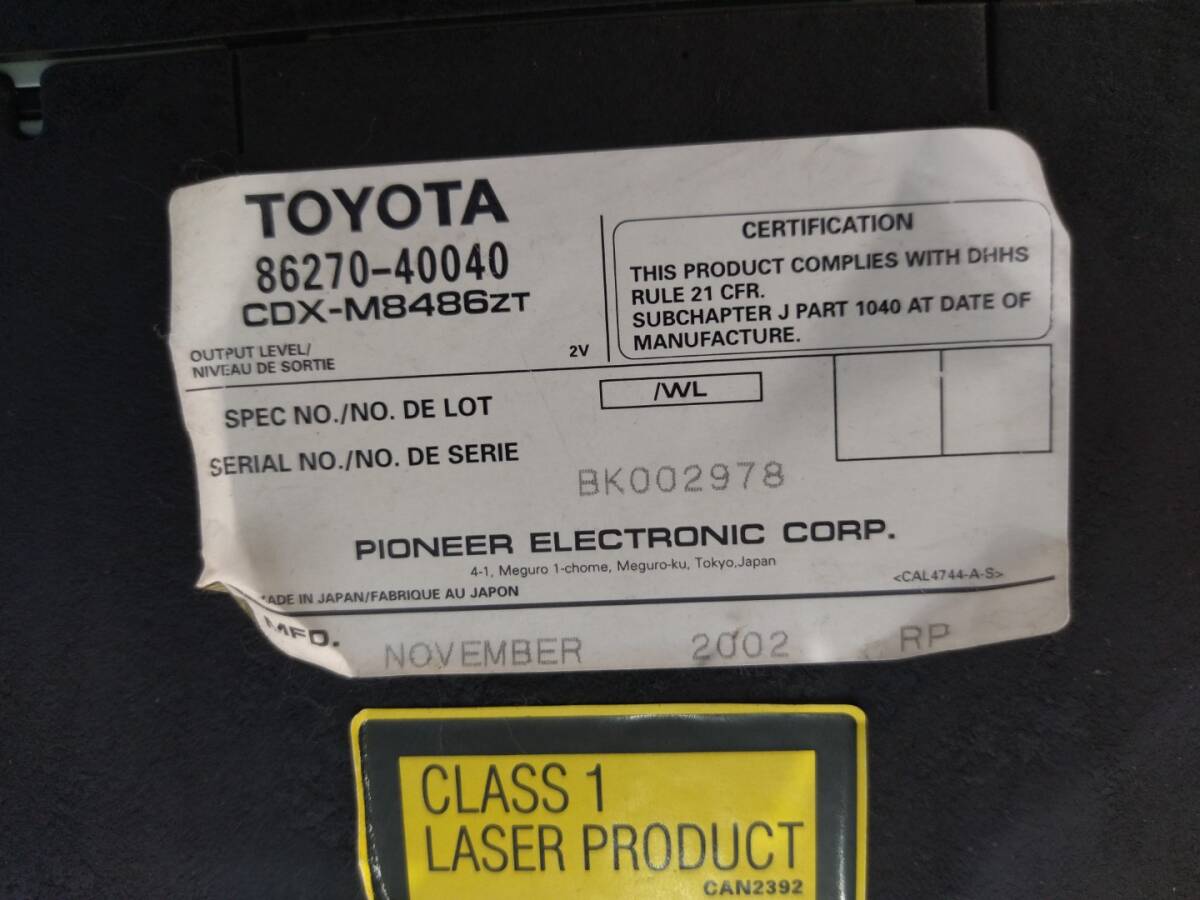 TOYOTA
86270-40040
CDX-M8486ZT
OUTPUT LEVEL/
NIVEAU DE SORTIE
2V
CERTIFICATION
THIS PRODUCT COMPLIES WITH DHHS
RULE 21 CFR.
SUBCHAPTER J PART 1040 AT DATE OF
MANUFACTURE.
SPEC NO./NO. DE LOT
/WL
SERIAL NO./NO. DE SERIE
BK002978
PIONEER ELECTRONIC CORP.
4-1, Meguro 1-chome, Meguro-ku, Tokyo,Japan
<CAL4744-A-S>
MADE IN JAPAN/FABRIQUE AU JAPON
MFD.
NOVEMBER 2002 RP
CLASS 1
LASER PRODUCT
CAN2392